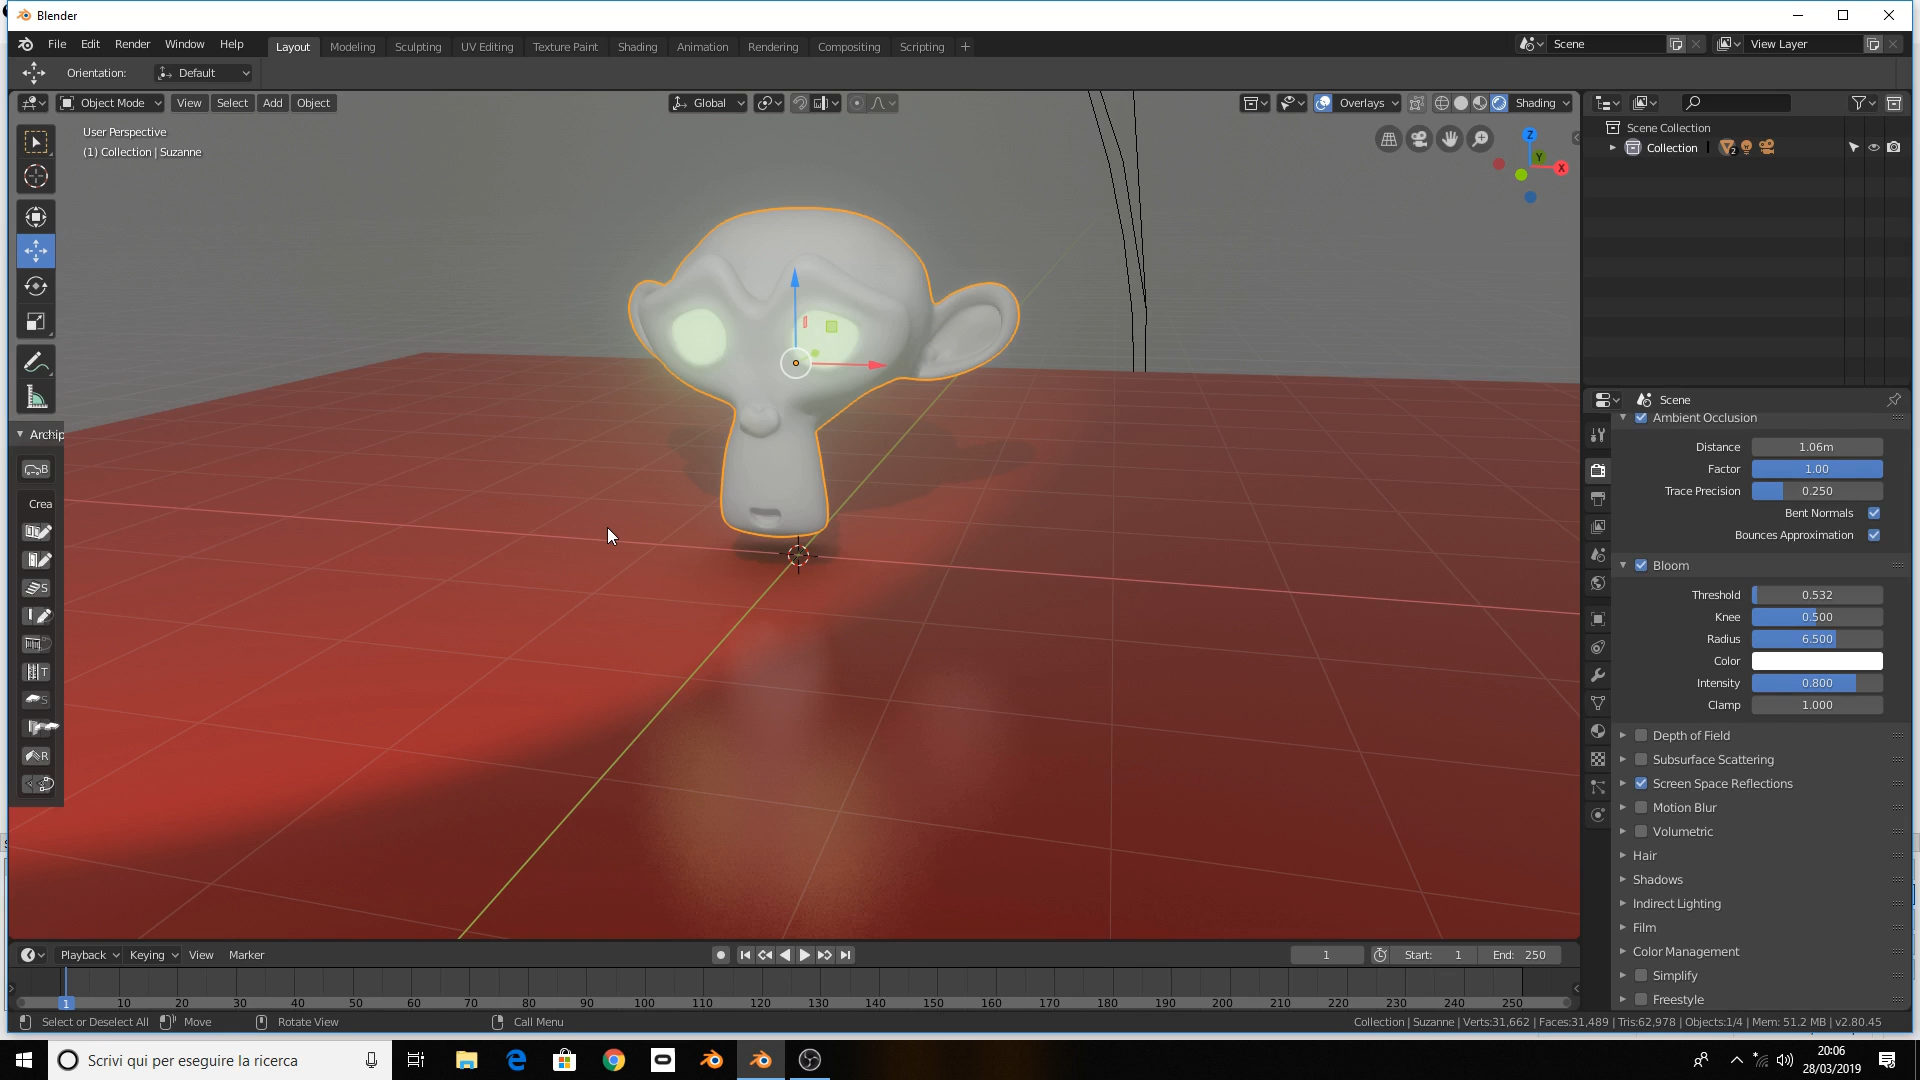 Blender
File Edit Render Window Help
Layout Modeling Sculpting UV Editing Texture Paint Shading Animation Rendering Compositing Scripting +
Scene
View Layer
Orientation: Default
Object Mode View Select Add Object
Global
Overlays
Shading
User Perspective
(1) Collection | Suzanne
Z
Y
X
Scene Collection
Collection
2
Archip
B
Crea
S
T
S
R
Scene
Ambient Occlusion
Distance 1.06m
Factor 1.00
Trace Precision 0.250
Bent Normals
Bounces Approximation
Bloom
Threshold 0.532
Knee 0.500
Radius 6.500
Color
Intensity 0.800
Clamp 1.000
Depth of Field
Subsurface Scattering
Screen Space Reflections
Motion Blur
Volumetric
Hair
Shadows
Indirect Lighting
Film
Color Management
Simplify
Freestyle
Playback Keying View Marker
1
Start: 1
End: 250
1 10 20 30 40 50 60 70 80 90 100 110 120 130 140 150 160 170 180 190 200 210 220 230 240 250
Select or Deselect All Move Rotate View Call Menu
Collection | Suzanne | Verts:31,662 | Faces:31,489 | Tris:62,978 | Objects:1/4 | Mem: 51.2 MB | v2.80.45
Scrivi qui per eseguire la ricerca
20:06
28/03/2019